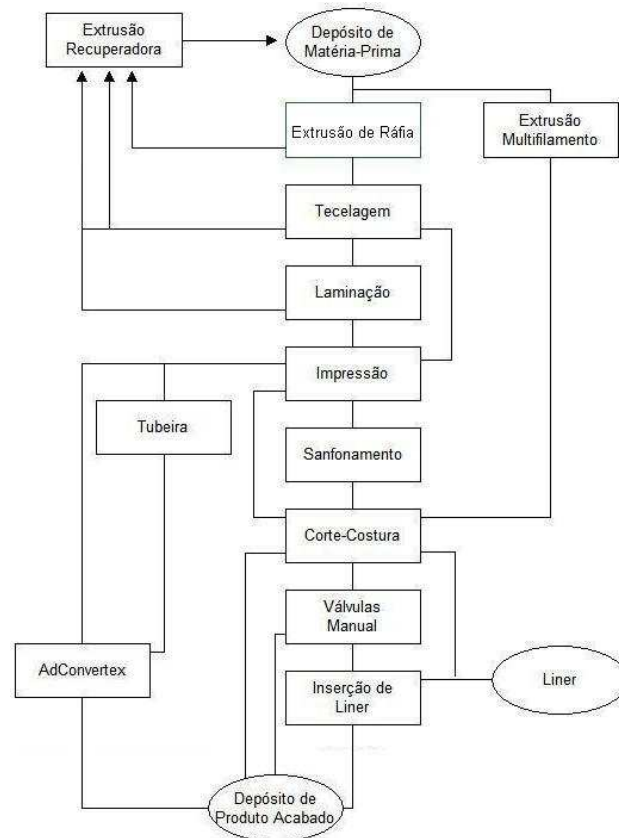 Extrusão
Recuperadora
Depósito de
Matéria-Prima
Extrusão de Ráfia
Extrusão
Multifilamento
Tecelagem
Laminação
Impressão
Tubeira
Sanfonamento
Corte-Costura
Válvulas
Manual
AdConvertex
Inserção de
Liner
Liner
Depósito de
Produto Acabado